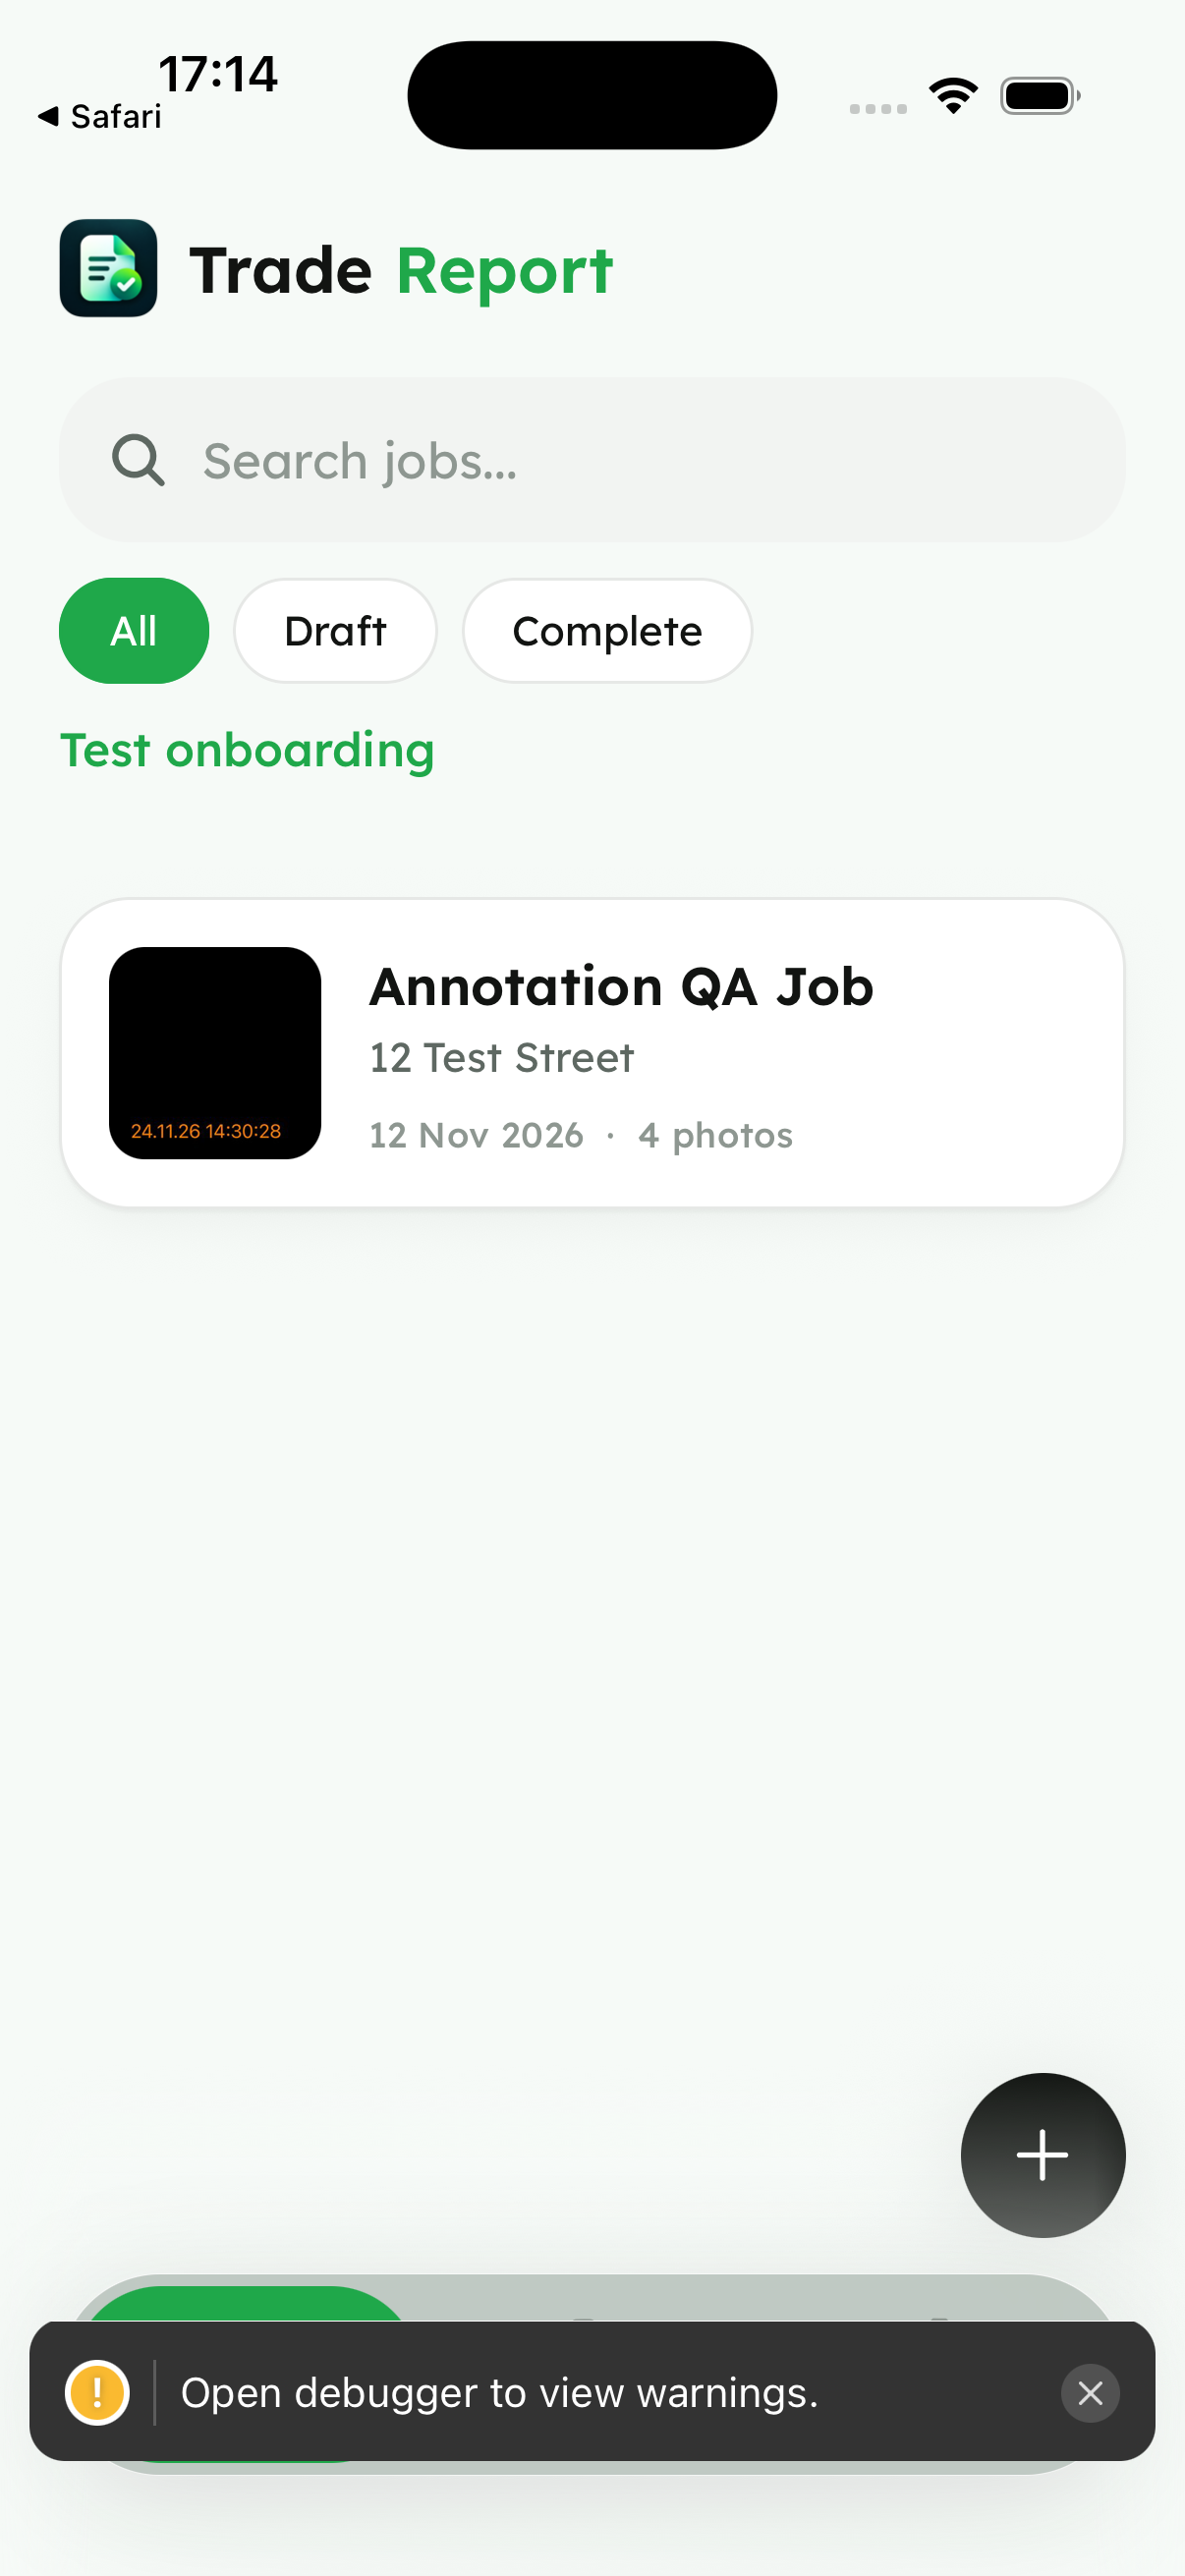 17:14
Safari
Trade Report
Search jobs...
All
Draft
Complete
Test onboarding
Annotation QA Job
12 Test Street
24.11.26 14:30:28
12 Nov 2026 · 4 photos
Open debugger to view warnings.